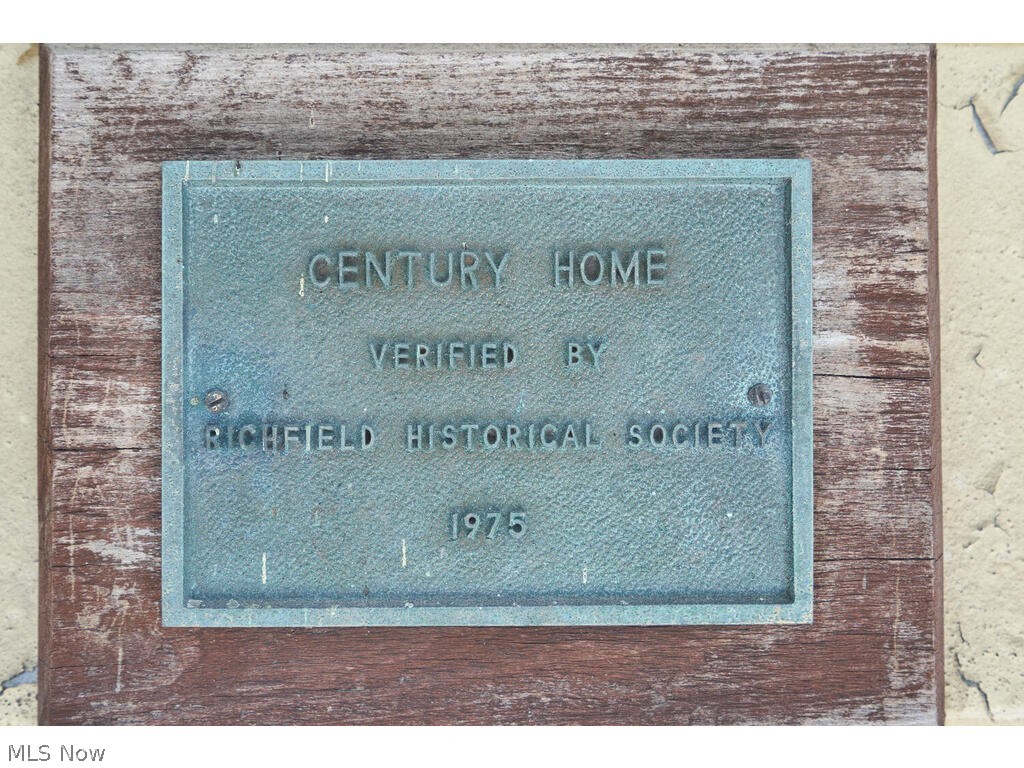 CENTURY HOME
VERIFIED BY
RICHFIELD HISTORICAL SOCIETY
1975
MLS Now